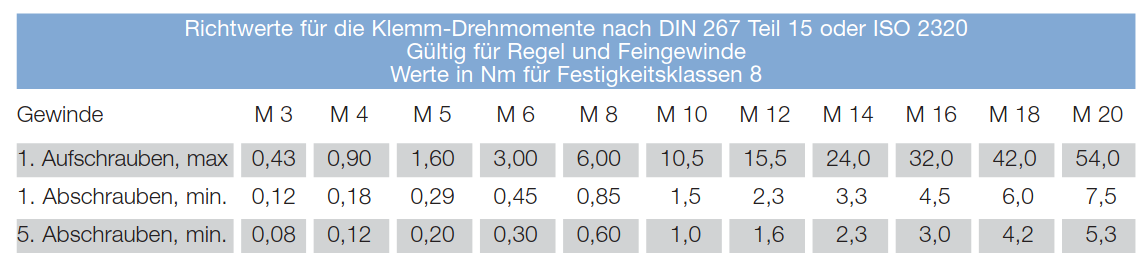 Richtwerte für die Klemm-Drehmomente nach DIN 267 Teil 15 oder ISO 2320
Gültig für Regel und Feingewinde
Werte in Nm für Festigkeitsklassen 8
Gewinde M 3 M 4 M 5 M 6 M 8 M 10 M 12 M 14 M 16 M 18 M 20
1. Aufschrauben, max 0,43 0,90 1,60 3,00 6,00 10,5 15,5 24,0 32,0 42,0 54,0
1. Abschrauben, min. 0,12 0,18 0,29 0,45 0,85 1,5 2,3 3,3 4,5 6,0 7,5
5. Abschrauben, min. 0,08 0,12 0,20 0,30 0,60 1,0 1,6 2,3 3,0 4,2 5,3